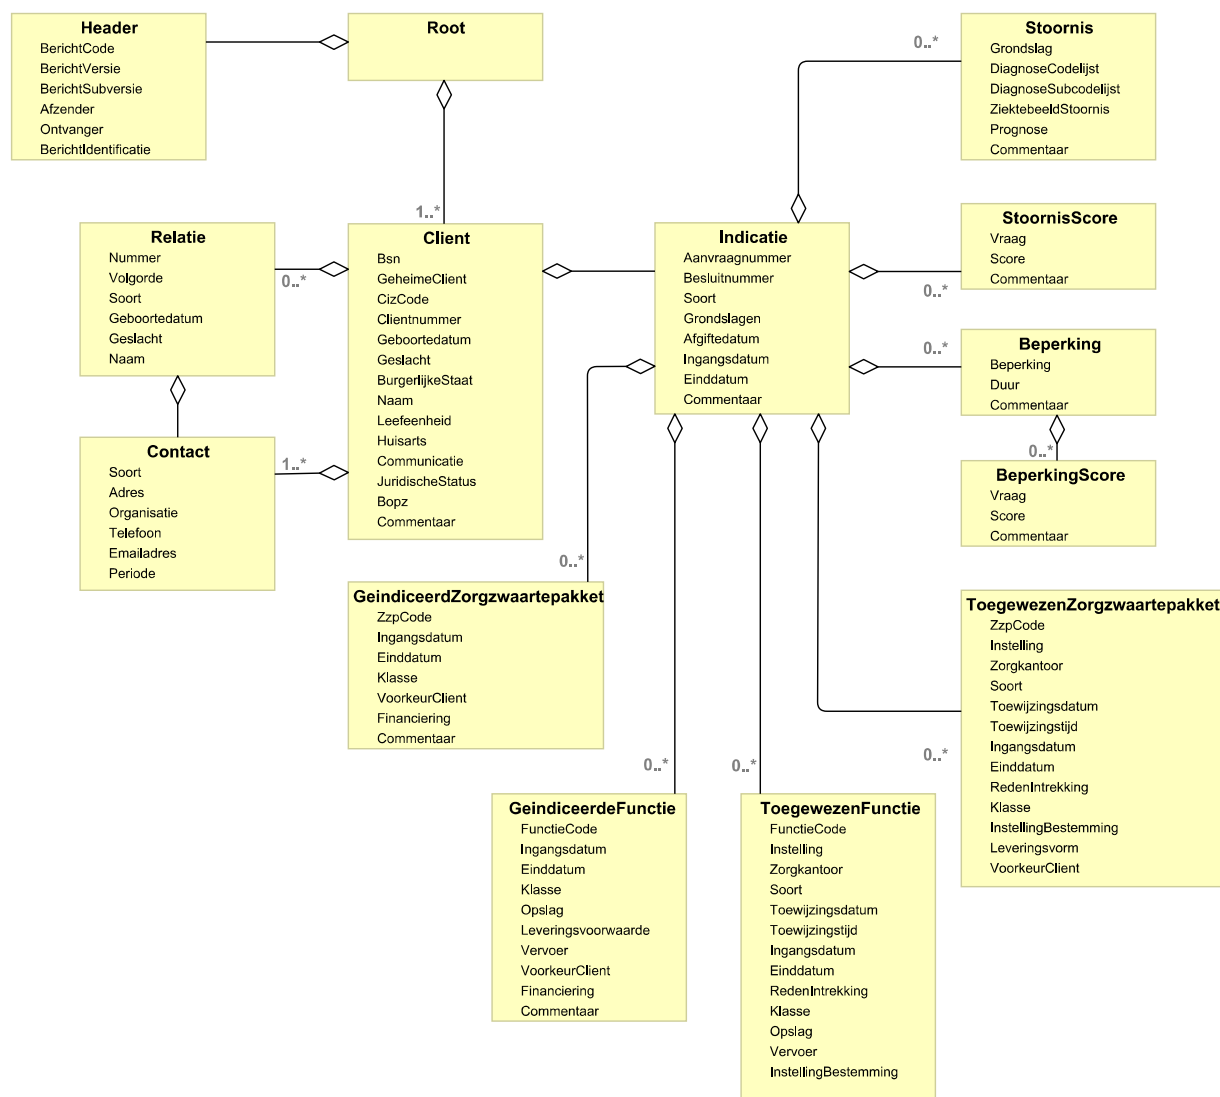 Header
BerichtCode
BerichtVersie
BerichtSubversie
Afzender
Ontvanger
BerichtIdentificatie
Root
0..*
Stoornis
Grondslag
DiagnoseCodelijst
DiagnoseSubcodelijst
ZiektebeeldStoornis
Prognose
Commentaar
1..*
Relatie
Nummer
Volgorde
Soort
Geboortedatum
Geslacht
Naam
0..*
Client
Bsn
GeheimeClient
CizCode
Clientnummer
Geboortedatum
Geslacht
BurgerlijkeStaat
Naam
Leefeenheid
Huisarts
Communicatie
JuridischeStatus
Bopz
Commentaar
Indicatie
Aanvraagnummer
Besluitnummer
Soort
Grondslagen
Afgiftedatum
Ingangsdatum
Einddatum
Commentaar
StoornisScore
Vraag
Score
Commentaar
0..*
0..*
Beperking
Beperking
Duur
Commentaar
0..*
BeperkingScore
Vraag
Score
Commentaar
Contact
Soort
Adres
Organisatie
Telefoon
Emailadres
Periode
1..*
0..*
GeindiceerdZorgzwaartepakket
ZzpCode
Ingangsdatum
Einddatum
Klasse
VoorkeurClient
Financiering
Commentaar
ToegewezenZorgzwaartepakket
ZzpCode
Instelling
Zorgkantoor
Soort
Toewijzingsdatum
Toewijzingstijd
Ingangsdatum
Einddatum
RedenIntrekking
Klasse
InstellingBestemming
Leveringsvorm
VoorkeurClient
0..*
0..*
0..*
GeindiceerdeFunctie
FunctieCode
Ingangsdatum
Einddatum
Klasse
Opslag
Leveringsvoorwaarde
Vervoer
VoorkeurClient
Financiering
Commentaar
ToegewezenFunctie
FunctieCode
Instelling
Zorgkantoor
Soort
Toewijzingsdatum
Toewijzingstijd
Ingangsdatum
Einddatum
RedenIntrekking
Klasse
Opslag
Vervoer
InstellingBestemming